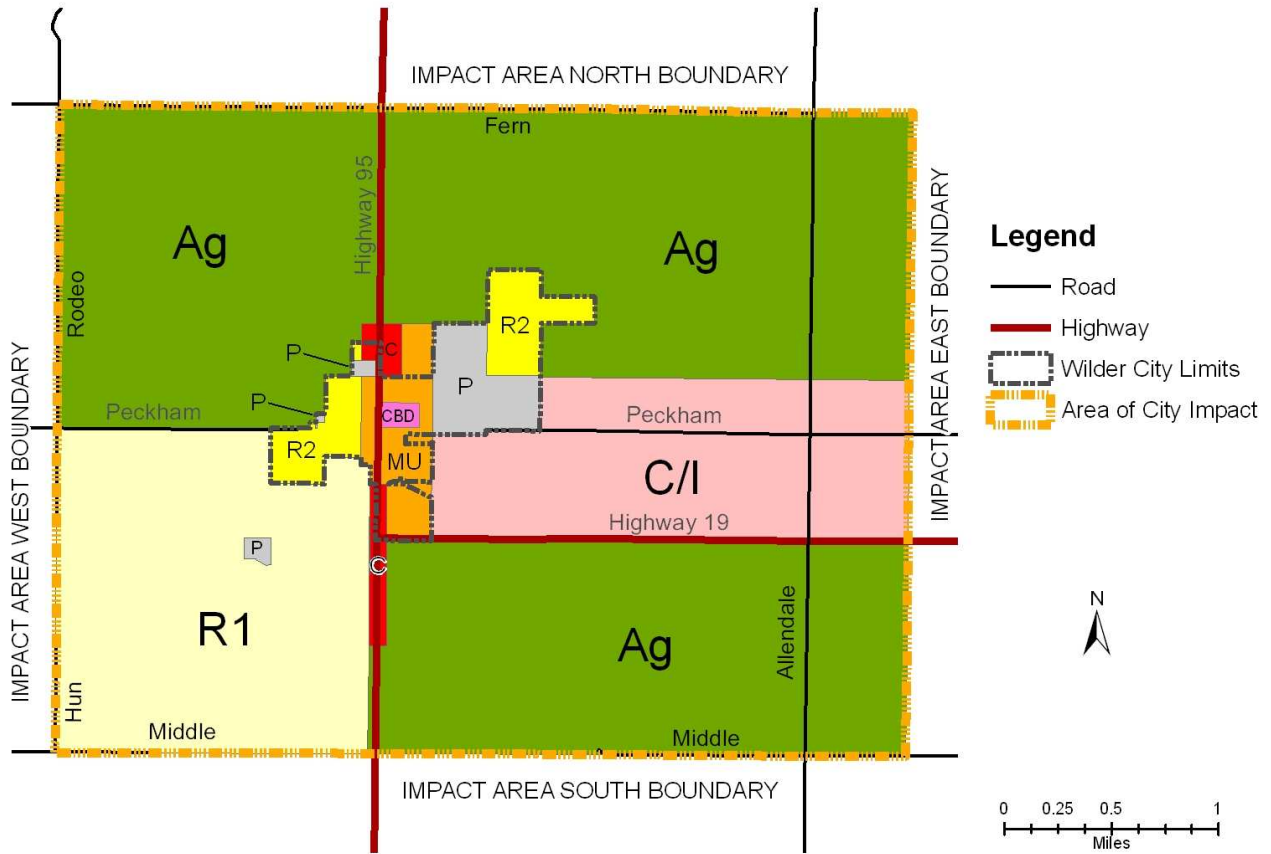 IMPACT AREA NORTH BOUNDARY
Fern
Highway 95
Ag
Ag
Rodeo
IMPACT AREA EAST BOUNDARY
Legend
Road
Highway
Wilder City Limits
Area of City Impact
R2
C
P
P
P
CBD
Peckham
Peckham
IMPACT AREA WEST BOUNDARY
R2
MU
C/I
Highway 19
P
C
R1
Ag
Allendale
N
Hun
Middle
Middle
IMPACT AREA SOUTH BOUNDARY
0 0.25 0.5 1
Miles